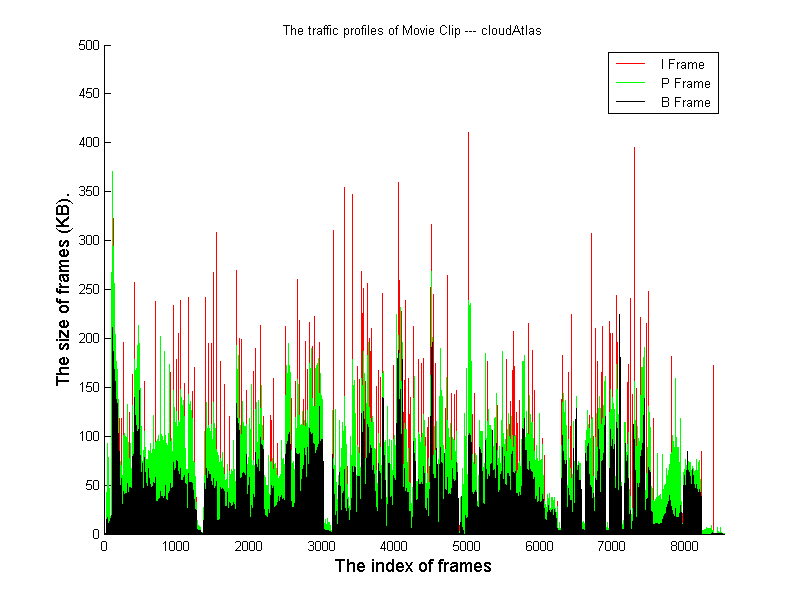 The traffic profiles of Movie Clip --- cloudAtlas
I Frame
P Frame
B Frame
The size of frames (KB).
500
450
400
350
300
250
200
150
100
50
0
0 1000 2000 3000 4000 5000 6000 7000 8000
The index of frames